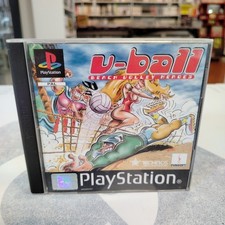 PlayStation
v-ball
BEACH VOLLEY HEROES
PlayStation